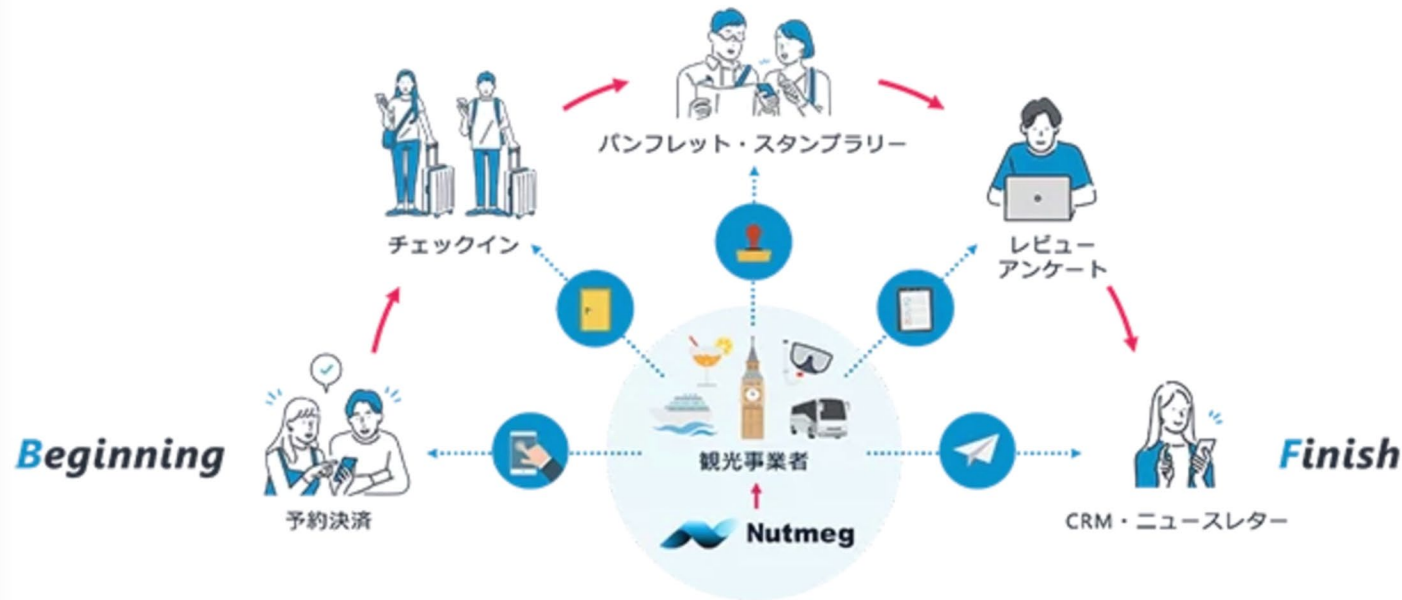 パンフレット・スタンプラリー
チェックイン
レビュー
アンケート
Beginning
Finish
観光事業者
予約決済
Nutmeg
CRM・ニュースレター